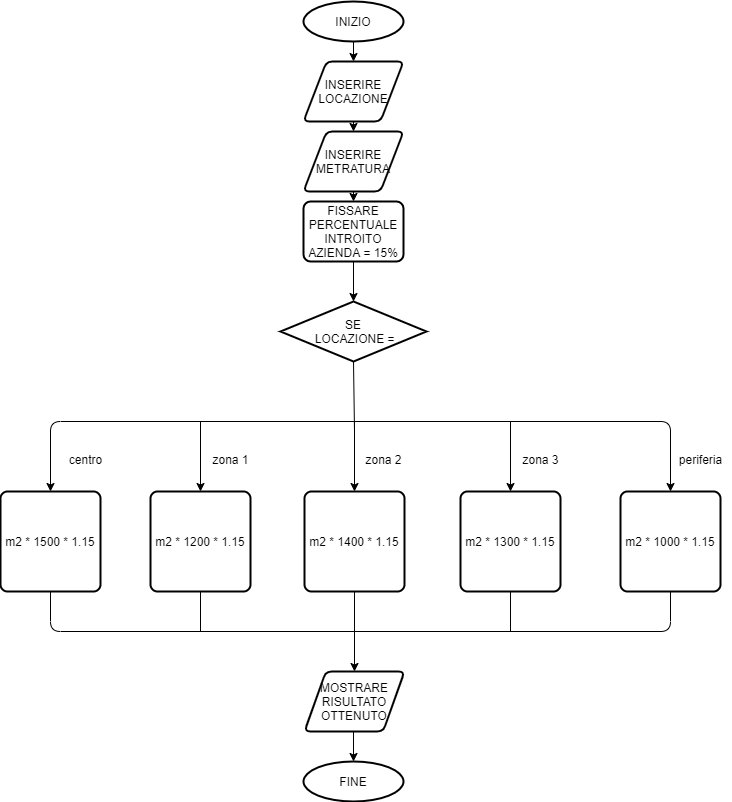 INIZIO
INSERIRE
LOCAZIONE
INSERIRE
METRATURA
FISSARE
PERCENTUALE
INTROITO
AZIENDA = 15%
SE
LOCAZIONE =
centro
zona 1
zona 2
zona 3
periferia
m2 * 1500 * 1.15
m2 * 1200 * 1.15
m2 * 1400 * 1.15
m2 * 1300 * 1.15
m2 * 1000 * 1.15
MOSTRARE
RISULTATO
OTTENUTO
FINE